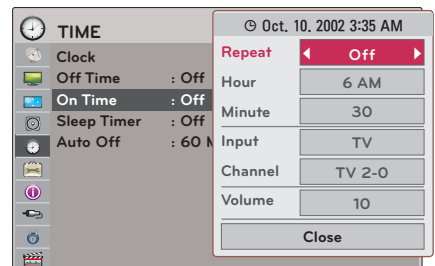 TIME
Clock
Off Time : Off
On Time : Off
Sleep Timer : Off
Auto Off : 60
Oct. 10. 2002 3:35 AM
Repeat Off
Hour 6 AM
Minute 30
Input TV
Channel TV 2-0
Volume 10
Close